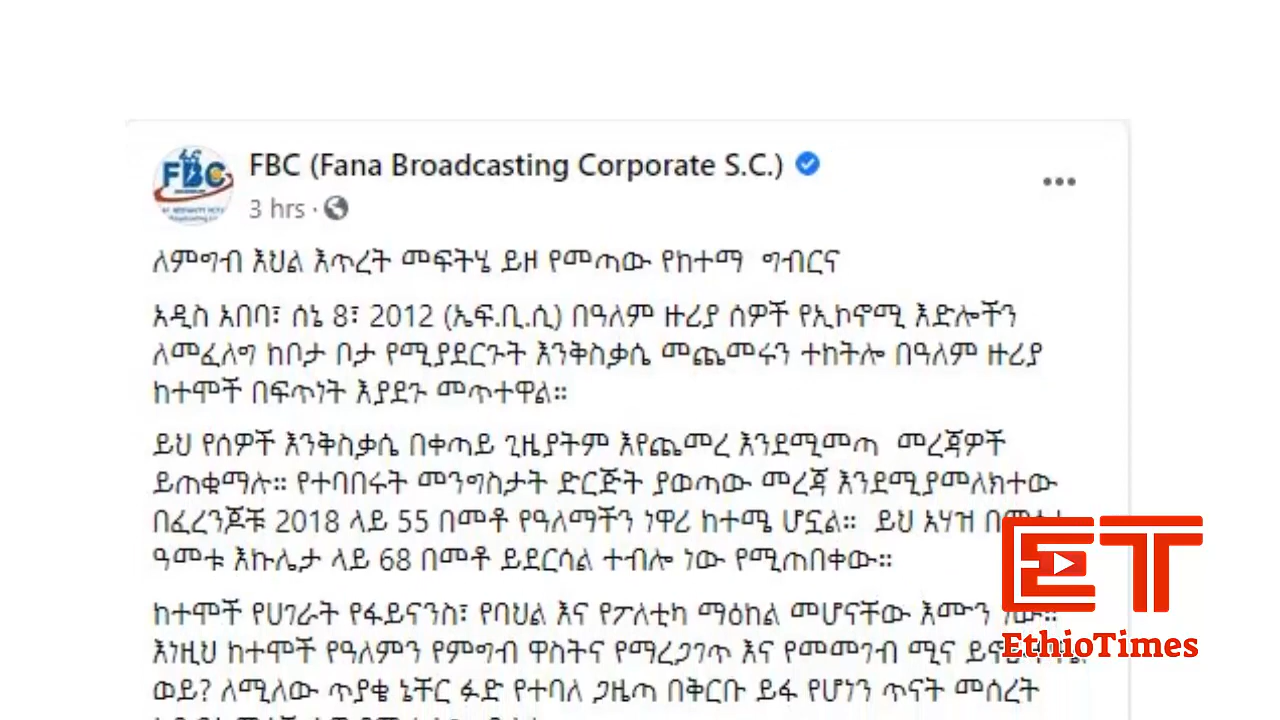 FBC (Fana Broadcasting Corporate S.C.)
3 hrs ·
ለምግብ እህል እጥረት መፍትሄ ይዞ የመጣው የከተማ ግብርና
አዲስ አበባ፣ ሰኔ 8፣ 2012 (ኤፍ.ቢ.ሲ) በዓለም ዙሪያ ሰዎች የኢኮኖሚ እድሎችን
ለመፈለግ ከቦታ ቦታ የሚያደርጉት እንቅስቃሴ መጨመሩን ተከትሎ በዓለም ዙሪያ
ከተሞች በፍጥነት እያደጉ መጥተዋል።
ይህ የሰዎች እንቅስቃሴ በቀጣይ ጊዜያትም እየጨመረ እንደሚመጣ መረጃዎች
ይጠቁማሉ። የተባበሩት መንግስታት ድርጅት ያወጣው መረጃ እንደሚያመለክተው
በፈረንጆቹ 2018 ላይ 55 በመቶ የዓለማችን ነዋሪ ከተሜ ሆኗል። ይህ አሃዝ
ዓመቱ እኩሌታ ላይ 68 በመቶ ይደርሳል ተብሎ ነው የሚጠበቀው።
ከተሞች የሀገራት የፋይናንስ፣ የባህል እና የፖለቲካ ማዕከል መሆናቸው እሙን
እነዚህ ከተሞች የዓለምን የምግብ ዋስትና የማረጋገጥ እና የመመገብ ሚና
ወይ? ለሚለው ጥያቄ ኔቸር ፉድ የተባለ ጋዜጣ በቅርቡ ይፋ የሆነን ጥናት መሰረት
FBC
ET
EthioTimes